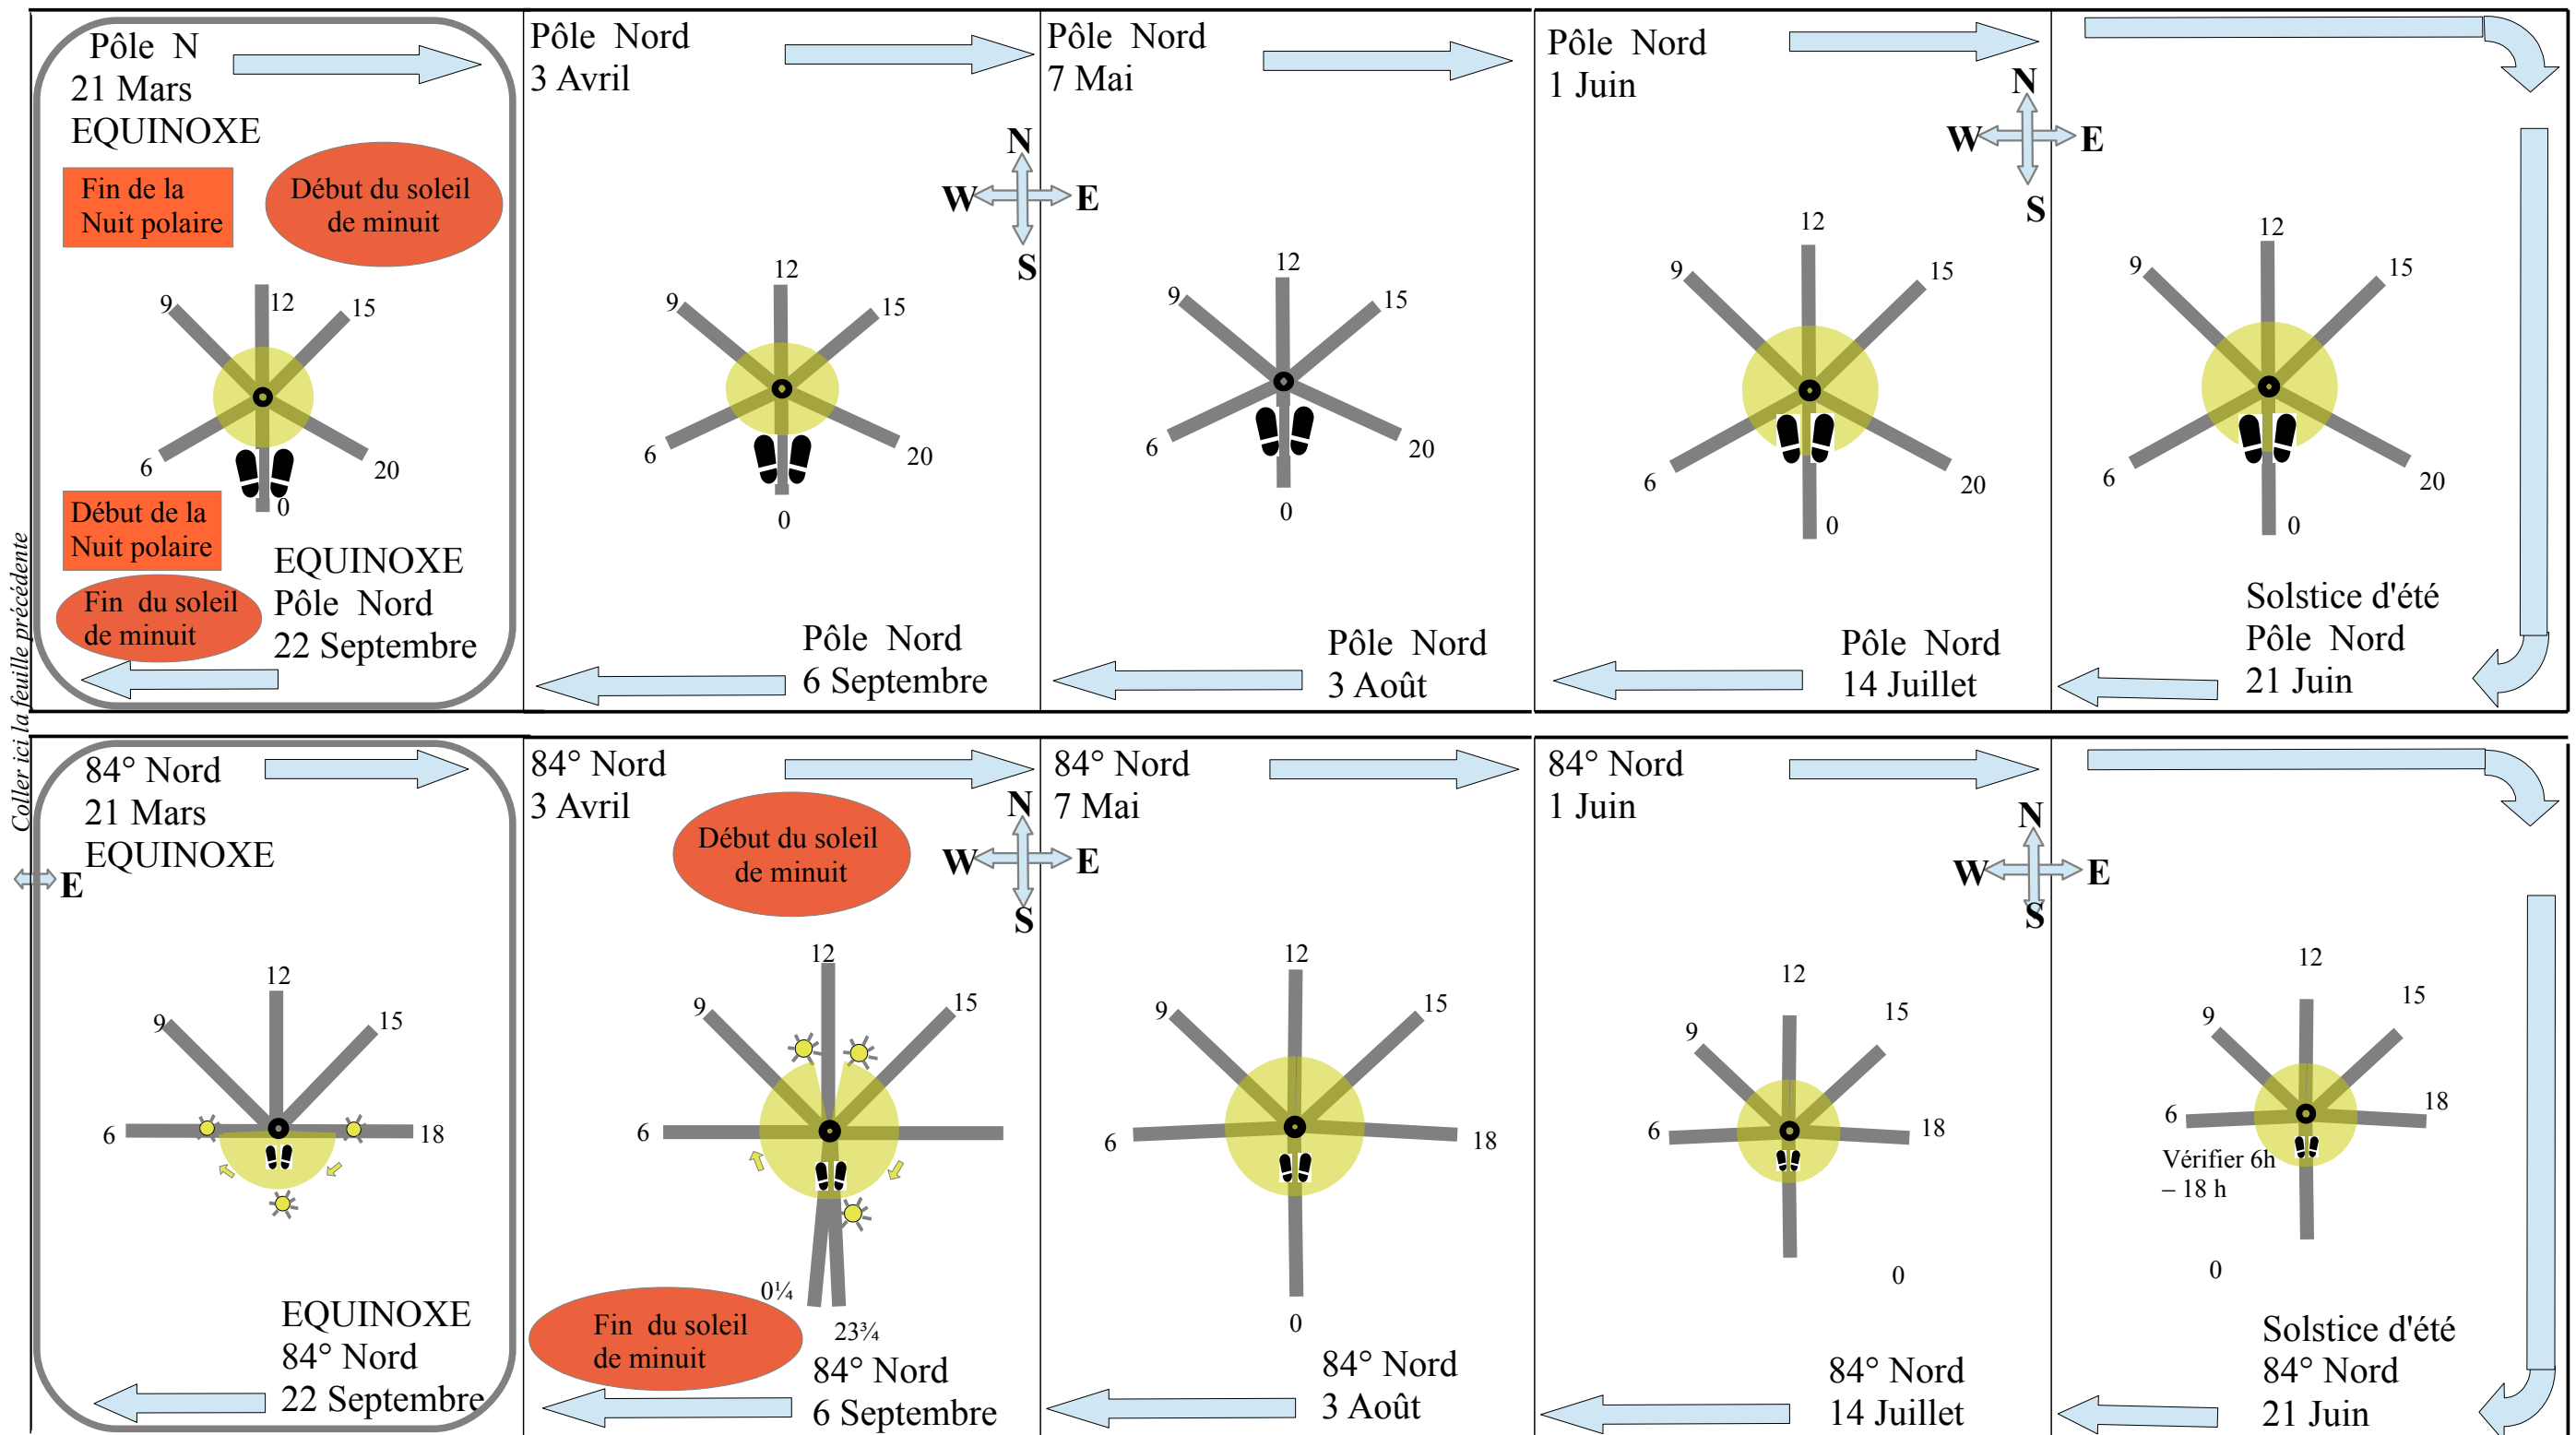 Pôle N
21 Mars
EQUINOXE
Fin de la
Nuit polaire
Début du soleil
de minuit
9
12
15
6
20
0
Début de la
Nuit polaire
Fin du soleil
de minuit
EQUINOXE
Pôle Nord
22 Septembre
Pôle Nord
3 Avril
12
9
15
6
20
0
Pôle Nord
6 Septembre
N
W E
S
Pôle Nord
7 Mai
12
9
15
6
20
0
Pôle Nord
3 Août
Pôle Nord
1 Juin
12
9
15
6
20
0
Pôle Nord
14 Juillet
N
W E
S
12
9
15
6
20
0
Solstice d'été
Pôle Nord
21 Juin
Coller ici la feuille précédente
84° Nord
21 Mars
EQUINOXE
E
12
9
15
6
18
EQUINOXE
84° Nord
22 Septembre
84° Nord
3 Avril
Début du soleil
de minuit
12
9
15
6
0¼
23¾
Fin du soleil
de minuit
84° Nord
6 Septembre
N
W E
S
84° Nord
7 Mai
12
9
15
6
18
0
84° Nord
3 Août
84° Nord
1 Juin
12
9
15
6
18
0
84° Nord
14 Juillet
N
W E
S
12
9
15
6
18
Vérifier 6h
– 18 h
0
Solstice d'été
84° Nord
21 Juin